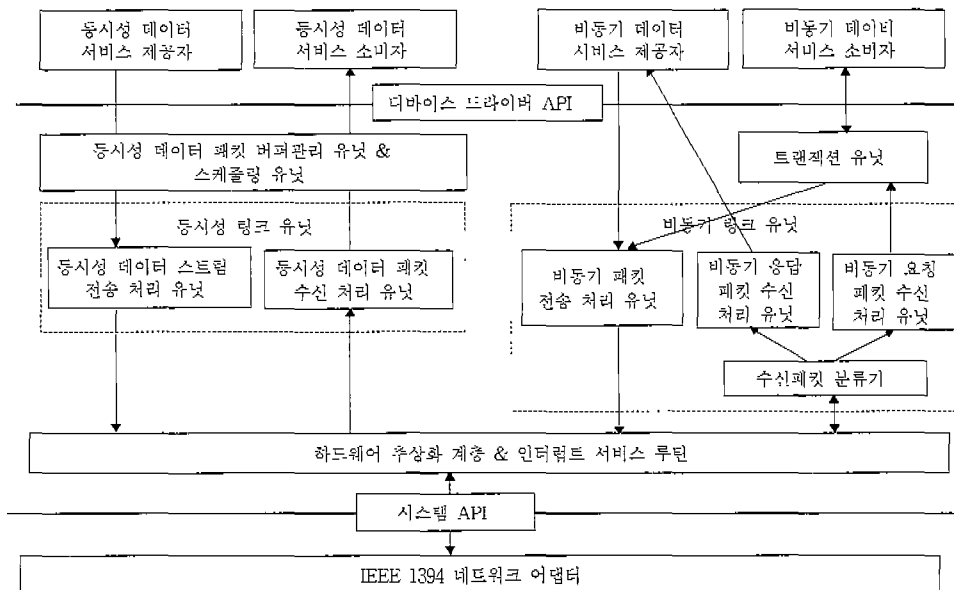 등시성 데이터
서비스 제공자
등시성 데이터
서비스 소비자
비동기 데이터
서비스 제공자
비동기 데이터
서비스 소비자
디바이스 드라이버 API
등시성 데이터 패킷 버퍼관리 유닛 &
스케줄링 유닛
트랜잭션 유닛
등시성 링크 유닛
비동기 링크 유닛
등시성 데이터 스트림
전송 처리 유닛
등시성 데이터 패킷
수신 처리 유닛
비동기 패킷
전송 처리 유닛
비동기 응답
패킷 수신
처리 유닛
비동기 요청
패킷 수신
처리 유닛
수신패킷 분류기
하드웨어 추상화 계층 & 인터럽트 서비스 루틴
시스템 API
IEEE 1394 네트워크 어댑터